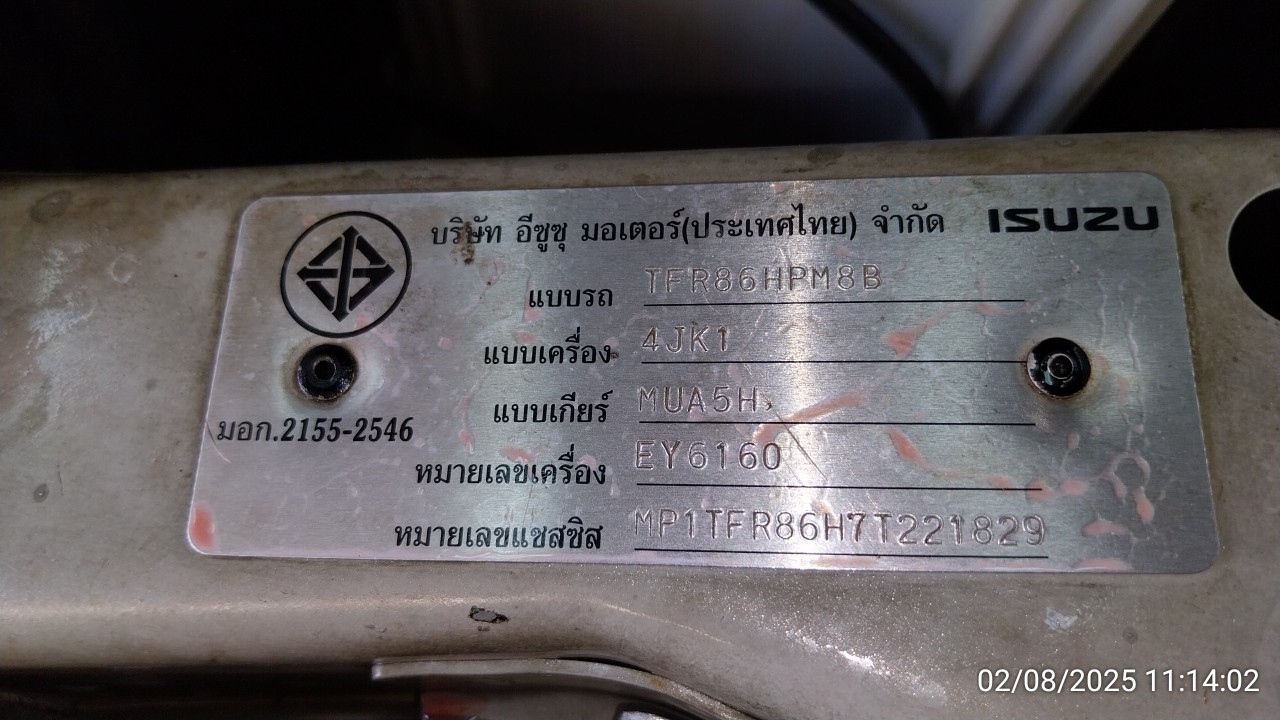 บริษัท อีซูซุ มอเตอร์(ประเทศไทย) จำกัด ISUZU
แบบรถ TFR86HPM8B
แบบเครื่อง 4JK1
แบบเกียร์ MUA5H
มอก.2155-2546
หมายเลขเครื่อง EY6160
หมายเลขแชสซิส MP1TFR86H7T221829
02/08/2025 11:14:02